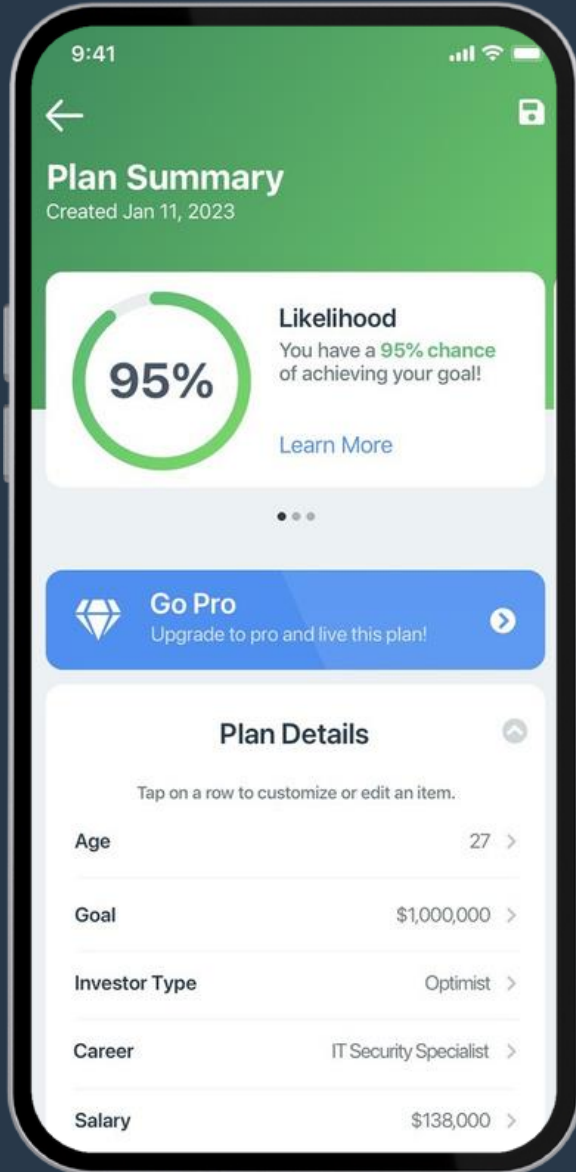 9:41
Plan Summary
Created Jan 11, 2023
95%
Likelihood
You have a 95% chance
of achieving your goal!
Learn More
Go Pro
Upgrade to pro and live this plan!
Plan Details
Tap on a row to customize or edit an item.
Age 27
Goal $1,000,000
Investor Type Optimist
Career IT Security Specialist
Salary $138,000